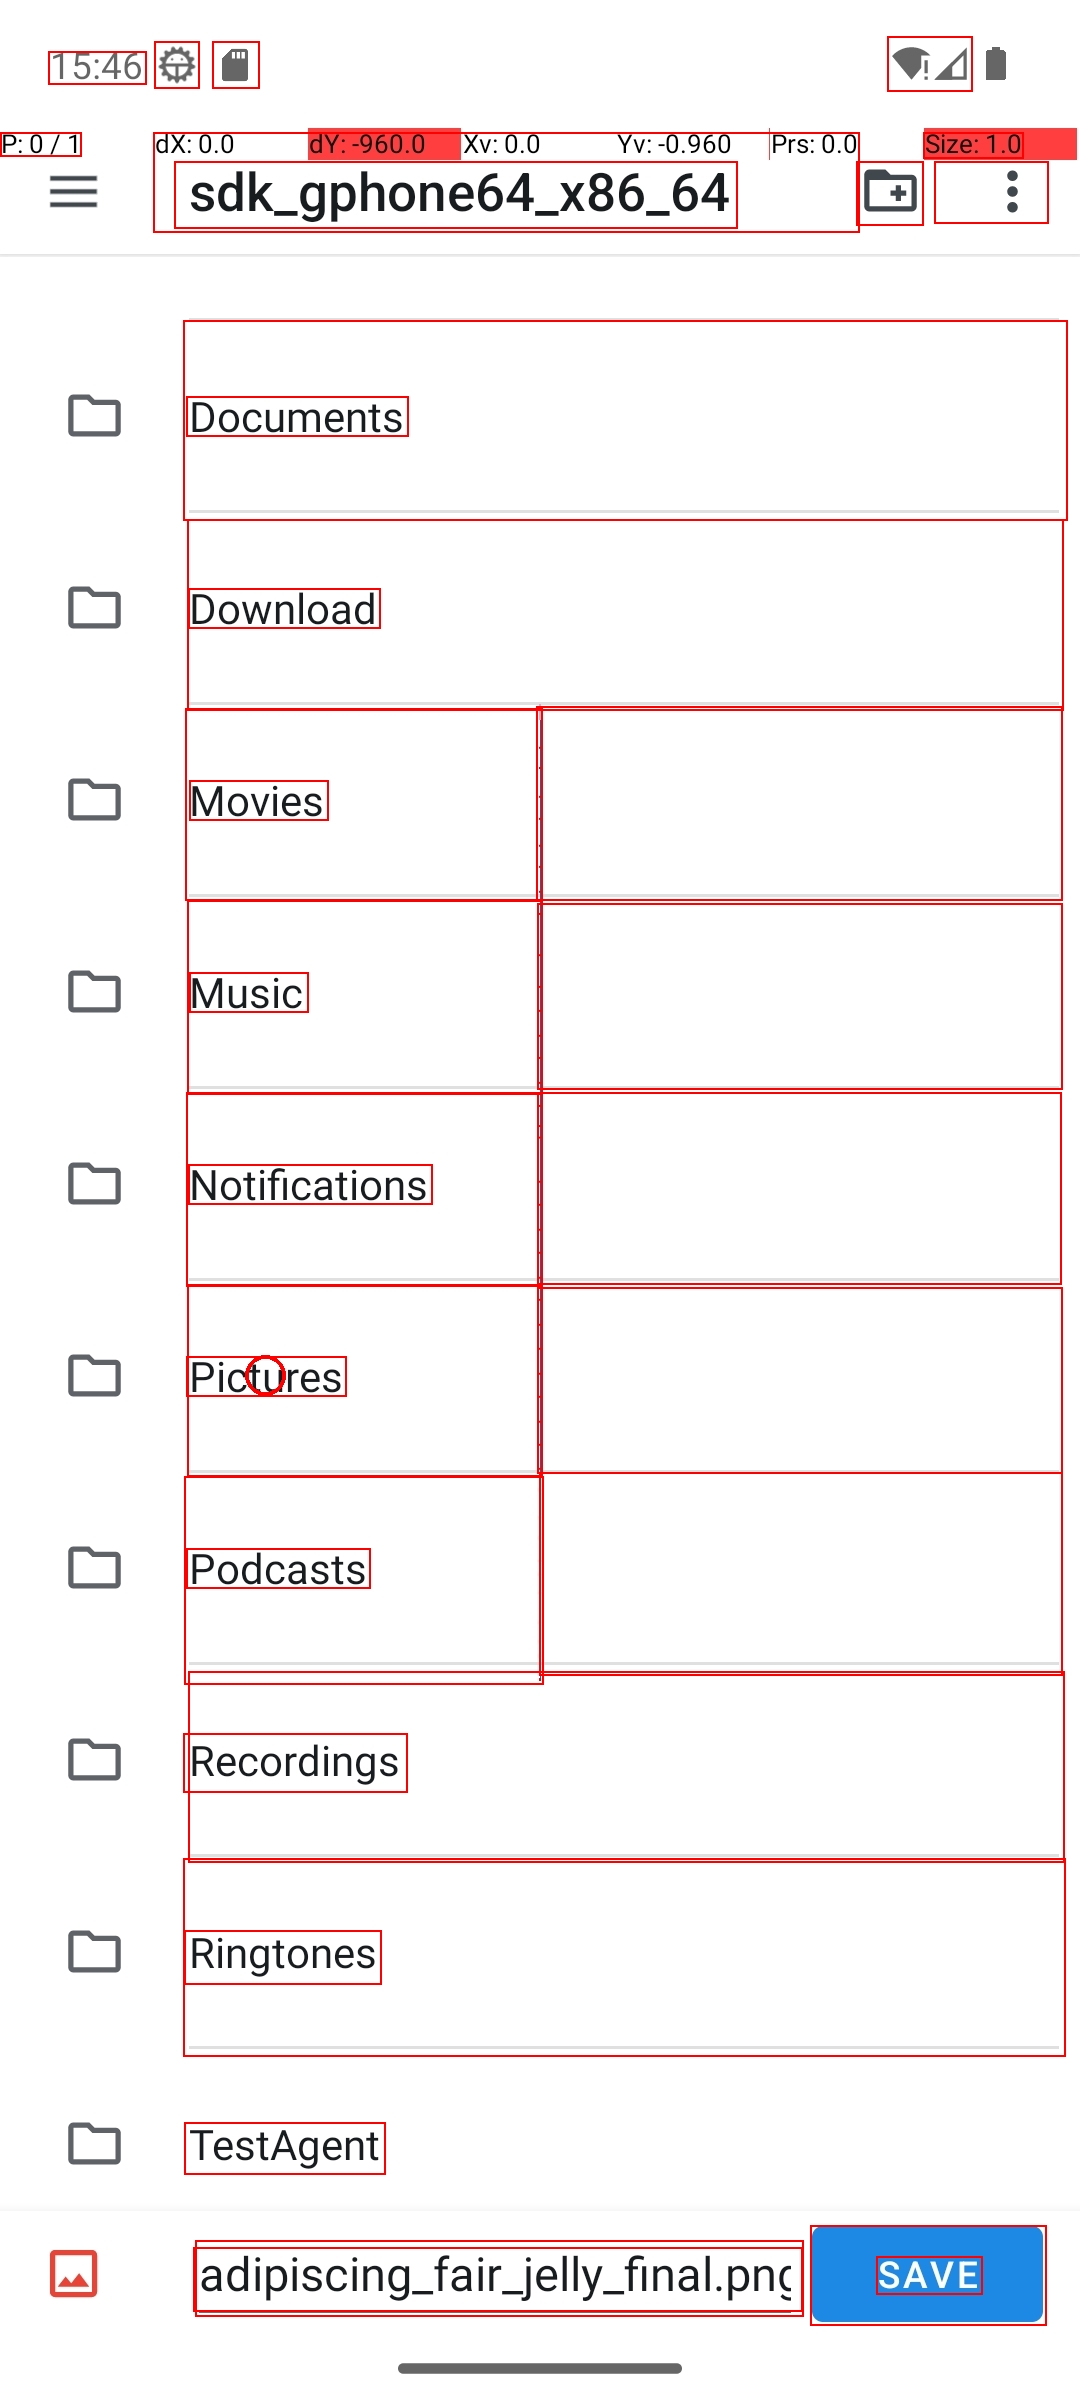 15:46
P: 0 / 1 dX: 0.0 dY: -960.0 Xv: 0.0 Yv: -0.960 Prs: 0.0 Size: 1.0
sdk_gphone64_x86_64
Documents
Download
Movies
Music
Notifications
Pictures
Podcasts
Recordings
Ringtones
TestAgent
adipiscing_fair_jelly_final.png
SAVE